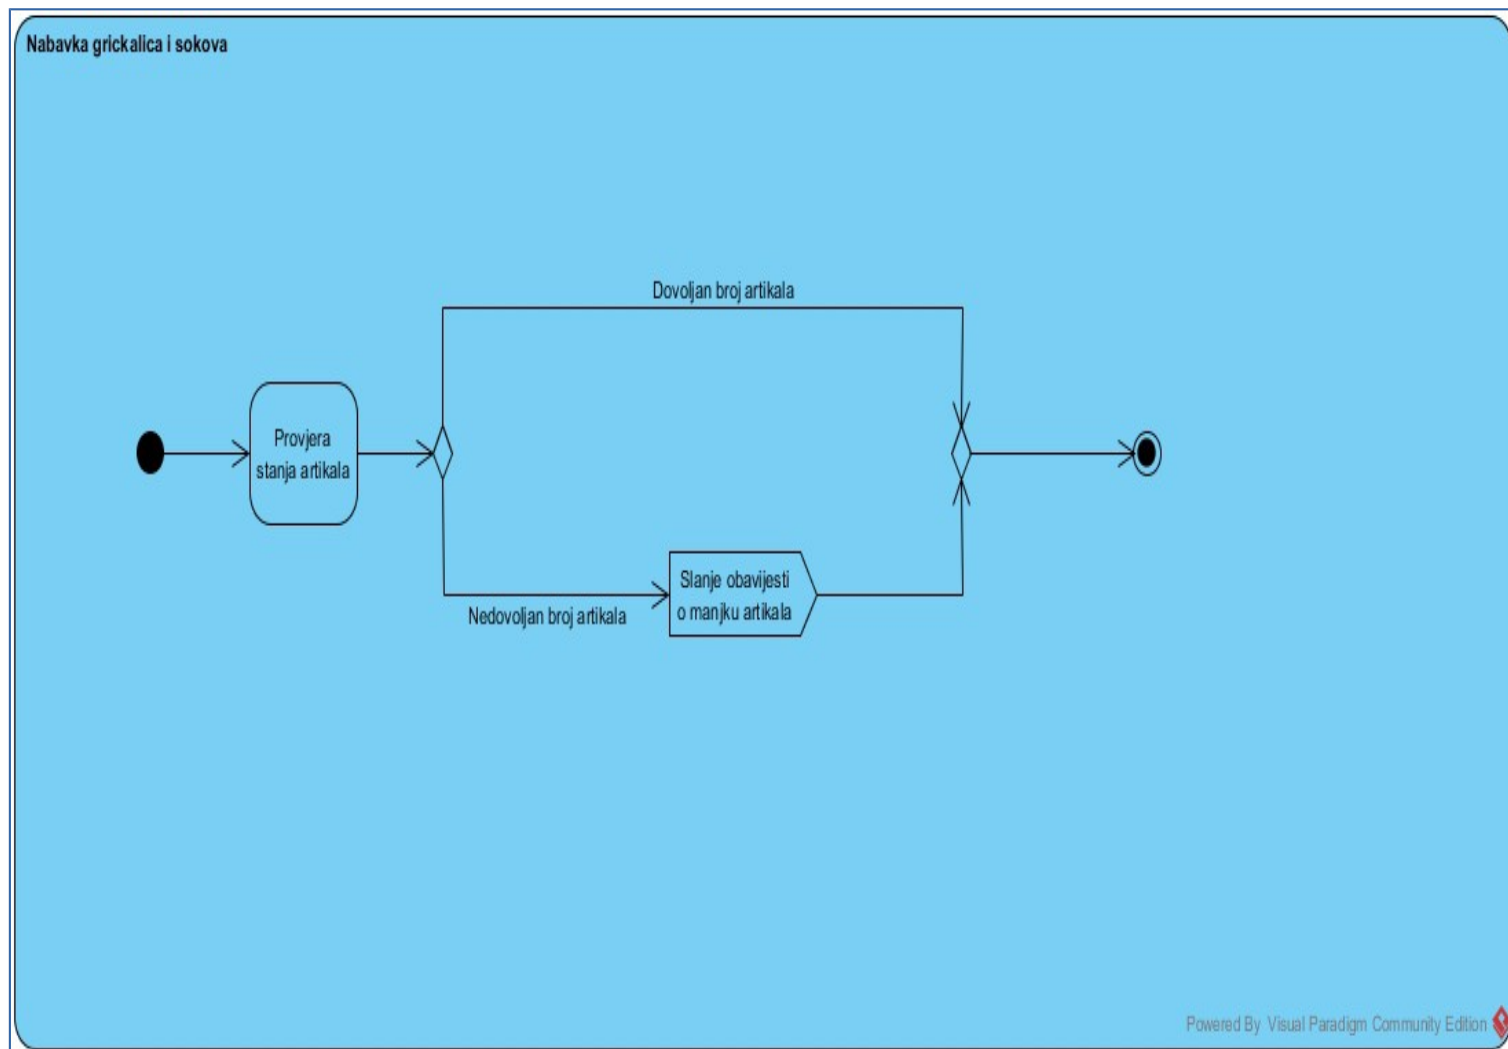 Nabavka grickalica i sokova
Dovoljan broj artikala
Provjera
stanja artikala
Slanje obavijesti
o manjku artikala
Nedovoljan broj artikala
Powered By Visual Paradigm Community Edition